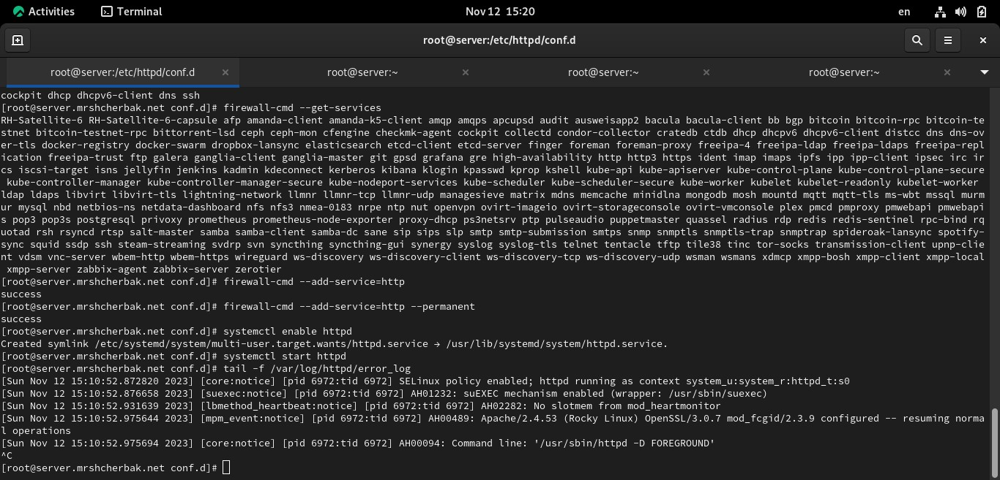 Activities Terminal Nov 12 15:20 en
root@server:/etc/httpd/conf.d
root@server:/etc/httpd/conf.d root@server:~ root@server:~ root@server:~
cockpit dhcp dhcpv6-client dns ssh
[root@server.mrshcherbak.net conf.d]# firewall-cmd --get-services
RH-Satellite-6 RH-Satellite-6-capsule afp amanda-client amanda-k5-client amqp amqps apcupsd audit ausweisapp2 bacula bacula-client bb bgp bitcoin bitcoin-rpc bitcoin-te
stnet bitcoin-testnet-rpc bittorrent-lsd ceph ceph-mon cfengine checkmk-agent cockpit collectd condor-collector cratedb ctdb dhcp dhcpv6 dhcpv6-client distcc dns dns-ov
er-tls docker-registry docker-swarm dropbox-lansync elasticsearch etcd-client etcd-server finger foreman foreman-proxy freeipa-4 freeipa-ldap freeipa-ldaps freeipa-repl
ication freeipa-trust ftp galera ganglia-client ganglia-master git gpsd grafana gre high-availability http http3 https ident imap imaps ipfs ipp ipp-client ipsec irc ir
cs iscsi-target isns jellyfin jenkins kadmin kdeconnect kerberos kibana klogin kpasswd kprop kshell kube-api kube-apiserver kube-control-plane kube-control-plane-secure
 kube-controller-manager kube-controller-manager-secure kube-nodeport-services kube-scheduler kube-scheduler-secure kube-worker kubelet kubelet-readonly kubelet-worker
ldap ldaps libvirt libvirt-tls lightning-network llmnr llmnr-tcp llmnr-udp managesieve matrix mdns memcache minidlna mongodb mosh mountd mqtt mqtt-tls ms-wbt mssql murm
ur mysql nbd netbios-ns netdata-dashboard nfs nfs3 nmea-0183 nrpe ntp nut openvpn ovirt-imageio ovirt-storageconsole ovirt-vmconsole plex pmcd pmproxy pmwebapi pmwebapi
s pop3 pop3s postgresql privoxy prometheus prometheus-node-exporter proxy-dhcp ps3netsrv ptp pulseaudio puppetmaster quassel radius rdp redis redis-sentinel rpc-bind rq
uotad rsh rsyncd rtsp salt-master samba samba-client samba-dc sane sip sips slp smtp smtp-submission smtps snmp snmptls snmptls-trap snmptrap spideroak-lansync spotify-
sync squid ssdp ssh steam-streaming svdrp svn syncthing syncthing-gui synergy syslog syslog-tls telnet tentacle tftp tile38 tinc tor-socks transmission-client upnp-clie
nt vdsm vnc-server wbem-http wbem-https wireguard ws-discovery ws-discovery-client ws-discovery-tcp ws-discovery-udp wsman wsmans xdmcp xmpp-bosh xmpp-client xmpp-local
 xmpp-server zabbix-agent zabbix-server zerotier
[root@server.mrshcherbak.net conf.d]# firewall-cmd --add-service=http
success
[root@server.mrshcherbak.net conf.d]# firewall-cmd --add-service=http --permanent
success
[root@server.mrshcherbak.net conf.d]# systemctl enable httpd
Created symlink /etc/systemd/system/multi-user.target.wants/httpd.service → /usr/lib/systemd/system/httpd.service.
[root@server.mrshcherbak.net conf.d]# systemctl start httpd
[root@server.mrshcherbak.net conf.d]# tail -f /var/log/httpd/error_log
[Sun Nov 12 15:10:52.872820 2023] [core:notice] [pid 6972:tid 6972] SELinux policy enabled; httpd running as context system_u:system_r:httpd_t:s0
[Sun Nov 12 15:10:52.876658 2023] [suexec:notice] [pid 6972:tid 6972] AH01232: suEXEC mechanism enabled (wrapper: /usr/sbin/suexec)
[Sun Nov 12 15:10:52.931639 2023] [lbmethod_heartbeat:notice] [pid 6972:tid 6972] AH02282: No slotmem from mod_heartmonitor
[Sun Nov 12 15:10:52.975644 2023] [mpm_event:notice] [pid 6972:tid 6972] AH00489: Apache/2.4.53 (Rocky Linux) OpenSSL/3.0.7 mod_fcgid/2.3.9 configured -- resuming norma
l operations
[Sun Nov 12 15:10:52.975694 2023] [core:notice] [pid 6972:tid 6972] AH00094: Command line: '/usr/sbin/httpd -D FOREGROUND'
^C
[root@server.mrshcherbak.net conf.d]#